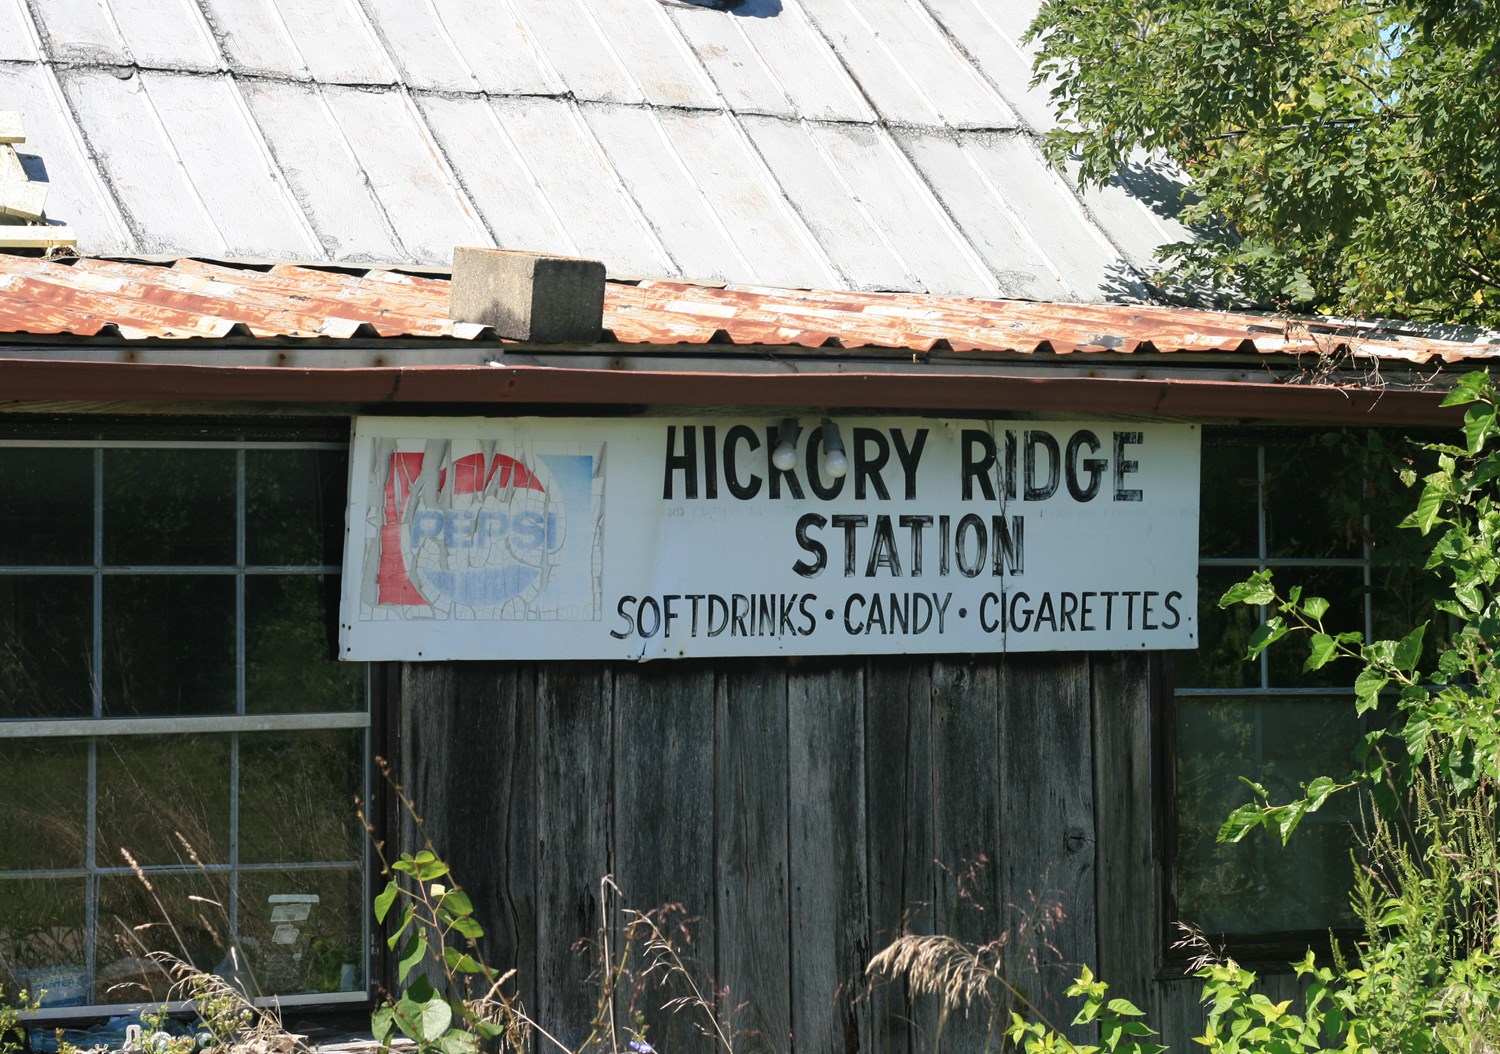 PEPSI
HICKORY RIDGE
STATION
SOFTDRINKS · CANDY · CIGARETTES